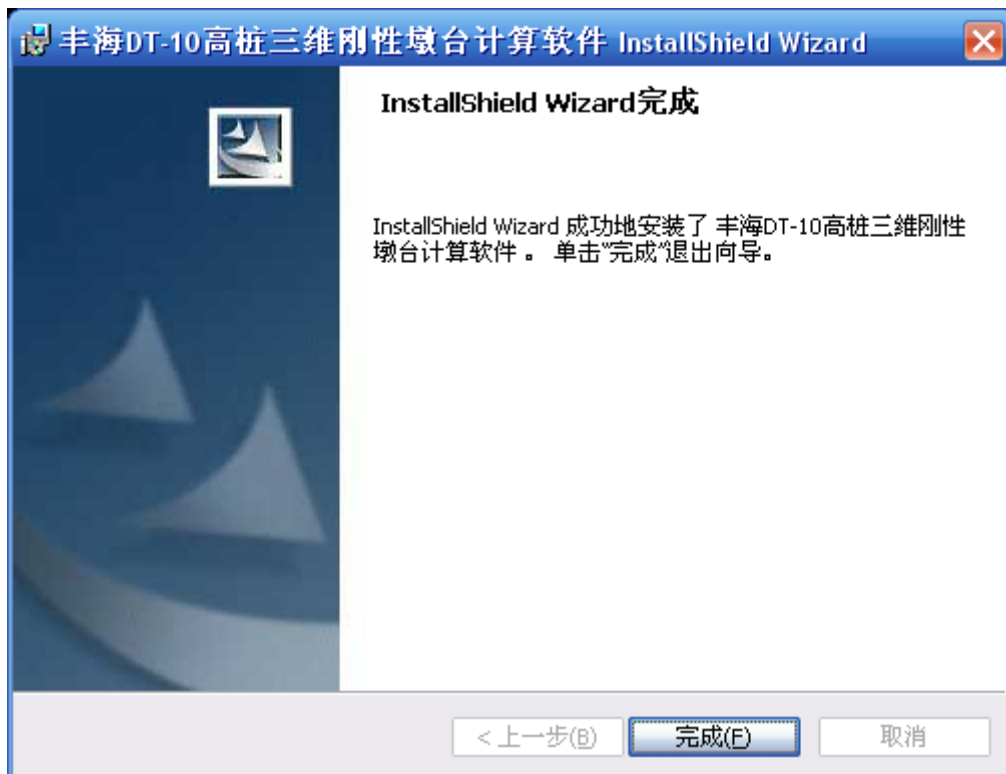 丰海DT-10高桩三维刚性墩台计算软件 InstallShield Wizard
InstallShield Wizard完成
InstallShield Wizard 成功地安装了 丰海DT-10高桩三维刚性
墩台计算软件 。 单击“完成”退出向导。
< 上一步(B)
完成(F)
取消